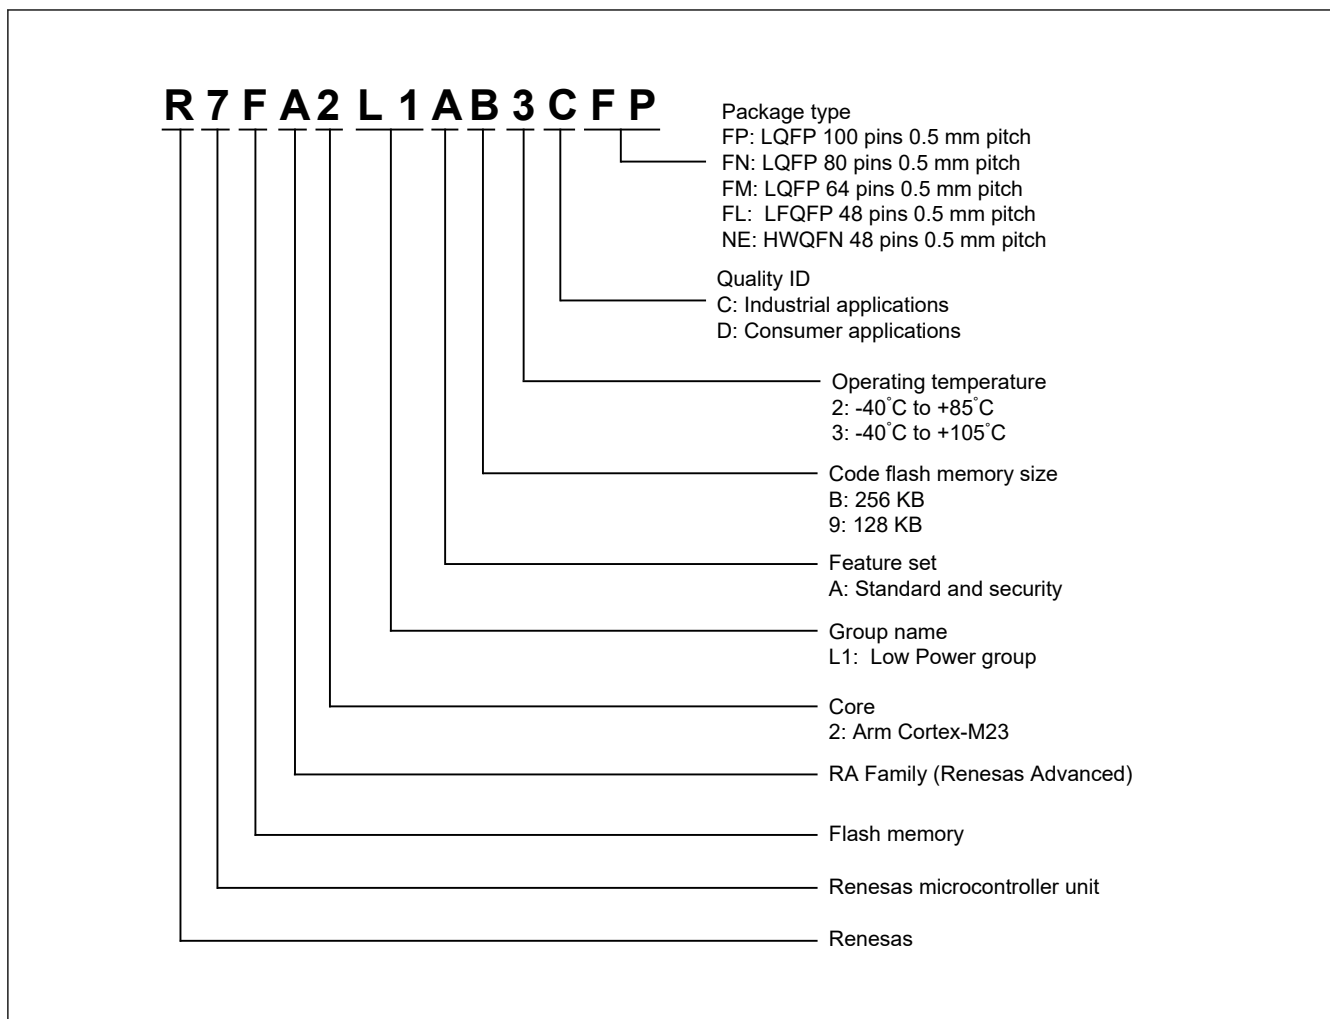 R 7 F A 2 L 1 A B 3 C F P
Package type
FP: LQFP 100 pins 0.5 mm pitch
FN: LQFP 80 pins 0.5 mm pitch
FM: LQFP 64 pins 0.5 mm pitch
FL: LFQFP 48 pins 0.5 mm pitch
NE: HWQFN 48 pins 0.5 mm pitch
Quality ID
C: Industrial applications
D: Consumer applications
Operating temperature
2: -40°C to +85°C
3: -40°C to +105°C
Code flash memory size
B: 256 KB
9: 128 KB
Feature set
A: Standard and security
Group name
L1: Low Power group
Core
2: Arm Cortex-M23
RA Family (Renesas Advanced)
Flash memory
Renesas microcontroller unit
Renesas